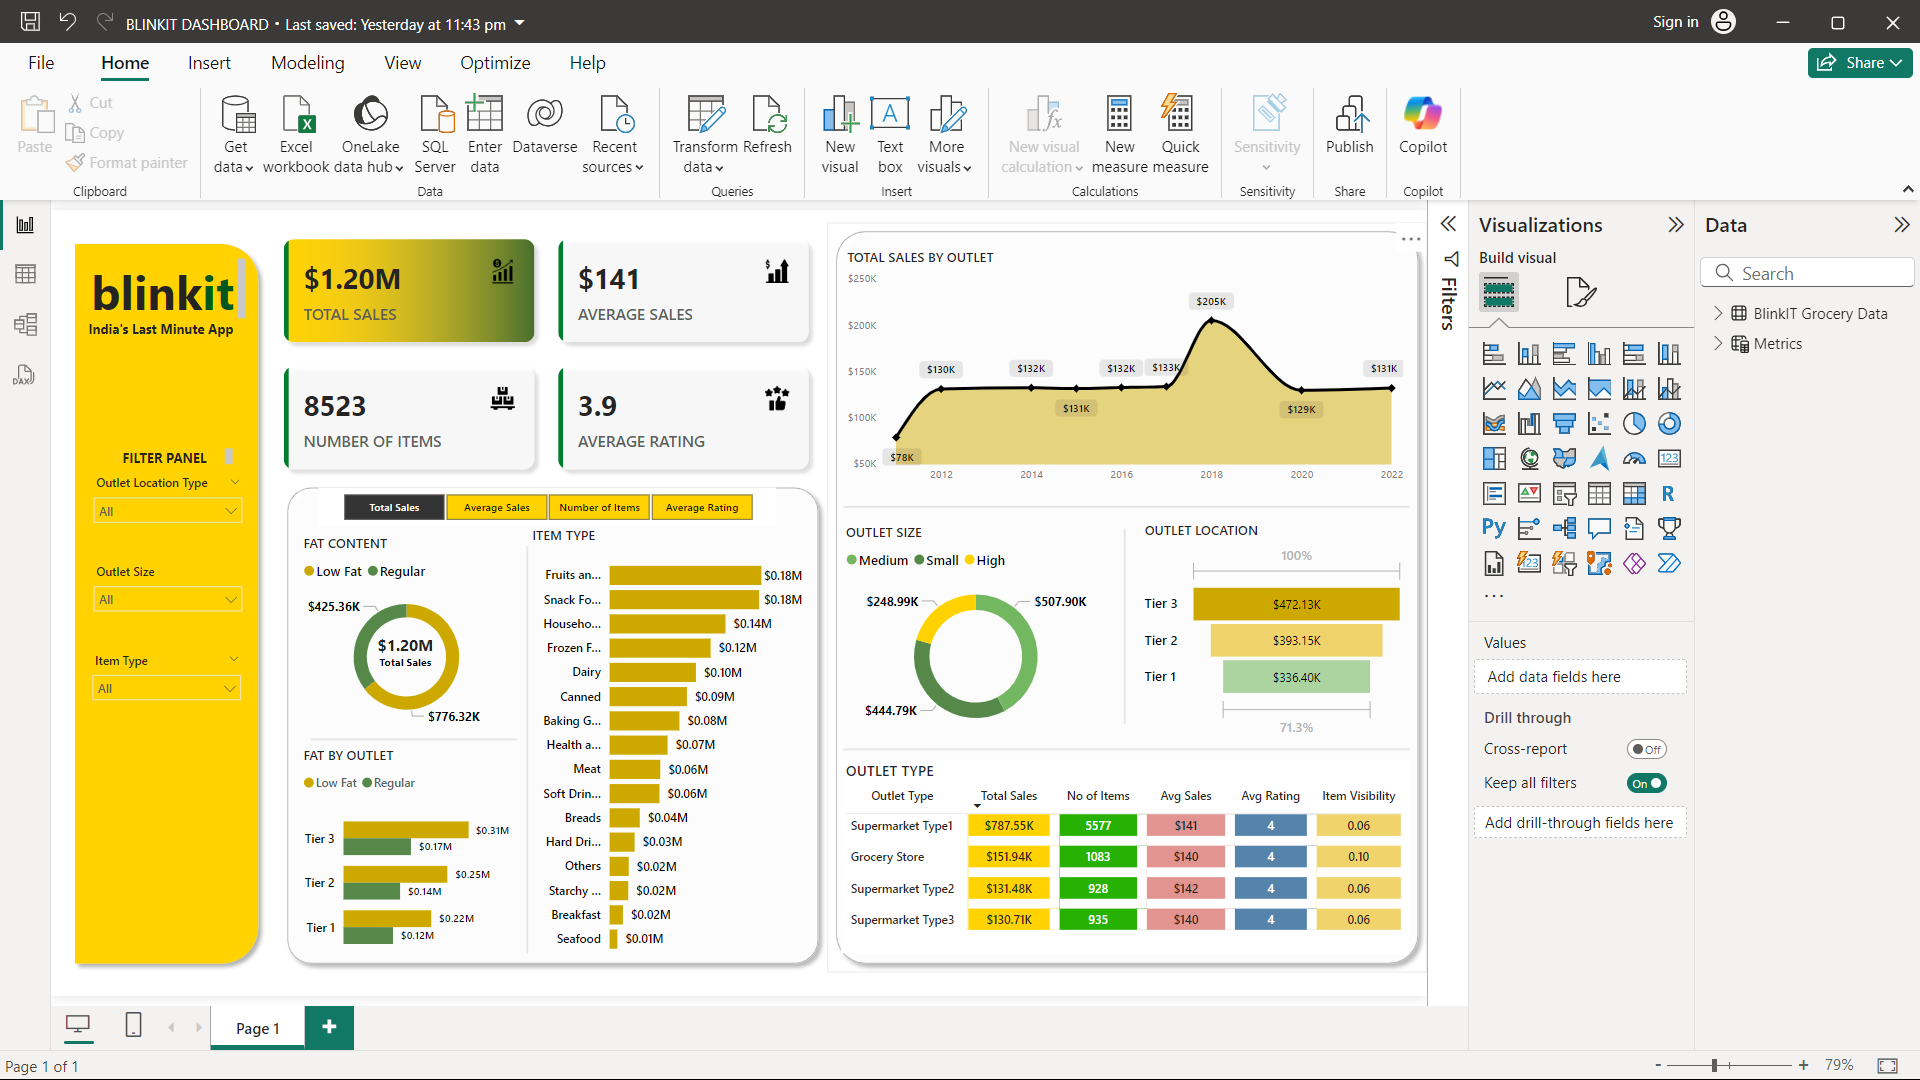 BLINKIT DASHBOARD • Last saved: Yesterday at 11:43 pm
Sign in
File
Home
Insert
Modeling
View
Optimize
Help
Share
Paste
Cut
Copy
Format painter
Clipboard
Get data
Excel workbook
OneLake data hub
SQL Server
Enter data
Dataverse
Recent sources
Data
Transform data
Refresh
Queries
New visual
A
Text box
More visuals
Insert
New visual calculation
New measure
Quick measure
Calculations
Sensitivity
Sensitivity
Publish
Share
Copilot
Copilot
DAX
blinkit
India's Last Minute App
FILTER PANEL
Outlet Location Type
All
Outlet Size
All
Item Type
All
$1.20M
TOTAL SALES
$141
AVERAGE SALES
8523
NUMBER OF ITEMS
3.9
AVERAGE RATING
Total Sales
Average Sales
Number of Items
Average Rating
FAT CONTENT
Low Fat
Regular
$425.36K
$1.20M
Total Sales
$776.32K
FAT BY OUTLET
Low Fat
Regular
Tier 3
$0.31M
$0.17M
Tier 2
$0.25M
$0.14M
Tier 1
$0.22M
$0.12M
ITEM TYPE
Fruits an... $0.18M
Snack Fo... $0.18M
Househo... $0.14M
Frozen F... $0.12M
Dairy $0.10M
Canned $0.09M
Baking G... $0.08M
Health a... $0.07M
Meat $0.06M
Soft Drin... $0.06M
Breads $0.04M
Hard Dri... $0.03M
Others $0.02M
Starchy ... $0.02M
Breakfast $0.02M
Seafood $0.01M
TOTAL SALES BY OUTLET
$250K
$200K
$150K
$100K
$50K
$78K
$130K
$132K
$131K
$132K
$133K
$205K
$129K
$131K
2012 2014 2016 2018 2020 2022
OUTLET SIZE
Medium Small High
$248.99K
$507.90K
$444.79K
OUTLET LOCATION
100%
Tier 3 $472.13K
Tier 2 $393.15K
Tier 1 $336.40K
71.3%
OUTLET TYPE
Outlet Type Total Sales No of Items Avg Sales Avg Rating Item Visibility
Supermarket Type1 $787.55K 5577 $141 4 0.06
Grocery Store $151.94K 1083 $140 4 0.10
Supermarket Type2 $131.48K 928 $142 4 0.06
Supermarket Type3 $130.71K 935 $140 4 0.06
Filters
Visualizations
Build visual
123
R
Py
123
...
Values
Add data fields here
Drill through
Cross-report
Off
Keep all filters
On
Add drill-through fields here
Data
Search
BlinkIT Grocery Data
Metrics
Page 1
+
Page 1 of 1
- + 79%